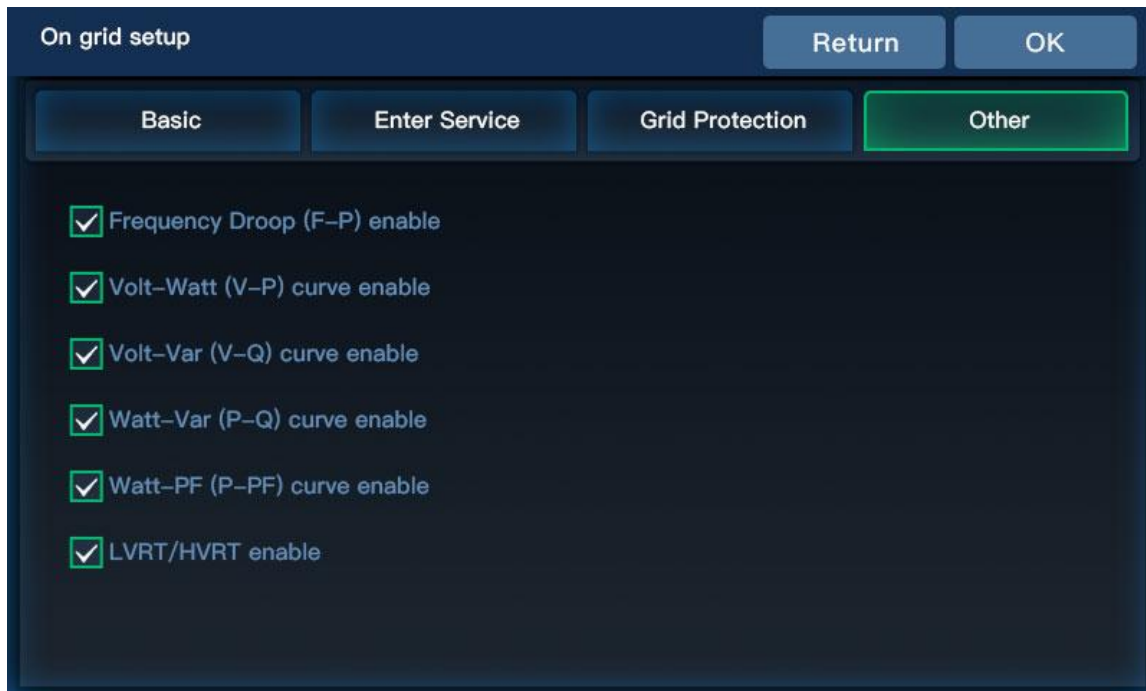 On grid setup
Return
OK
Basic
Enter Service
Grid Protection
Other
Frequency Droop (F–P) enable
Volt–Watt (V–P) curve enable
Volt–Var (V–Q) curve enable
Watt–Var (P–Q) curve enable
Watt–PF (P–PF) curve enable
LVRT/HVRT enable